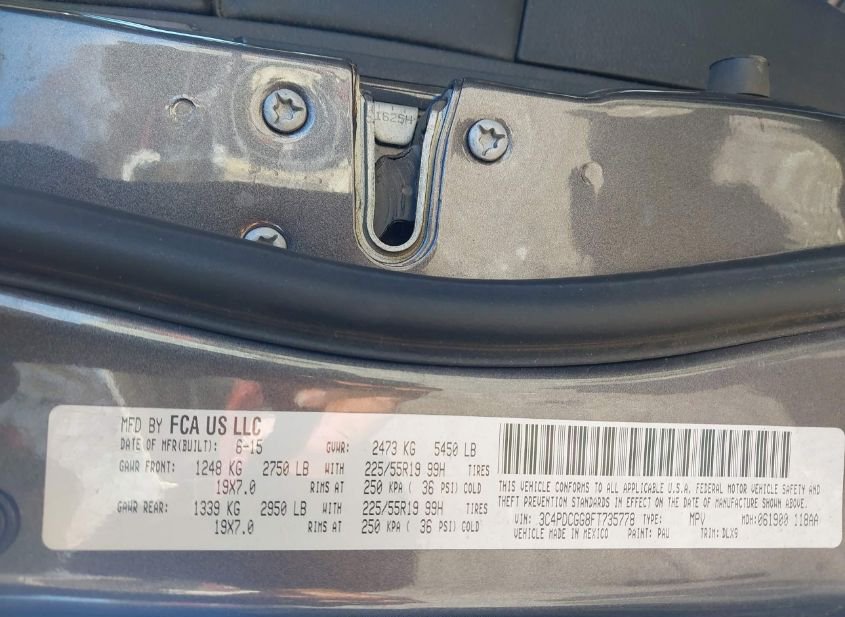 1625H
MFD BY FCA US LLC
DATE OF MFR(BUILT): 6-15 GVWR: 2473 KG 5450 LB
GAWR FRONT: 1248 KG 2750 LB WITH 225/55R19 99H TIRES
19X7.0 RIMS AT 250 KPA ( 36 PSI) COLD
GAWR REAR: 1339 KG 2950 LB WITH 225/55R19 99H TIRES
19X7.0 RIMS AT 250 KPA ( 36 PSI) COLD
THIS VEHICLE CONFORMS TO ALL APPLICABLE U.S.A. FEDERAL MOTOR VEHICLE SAFETY AND
THEFT PREVENTION STANDARDS IN EFFECT ON THE DATE OF MANUFACTURE SHOWN ABOVE.
VIN: 3C4PDCGG8FT735778 TYPE: MPV MDH:061900 118AA
VEHICLE MADE IN MEXICO PAINT: PAU TRIM: DLX9